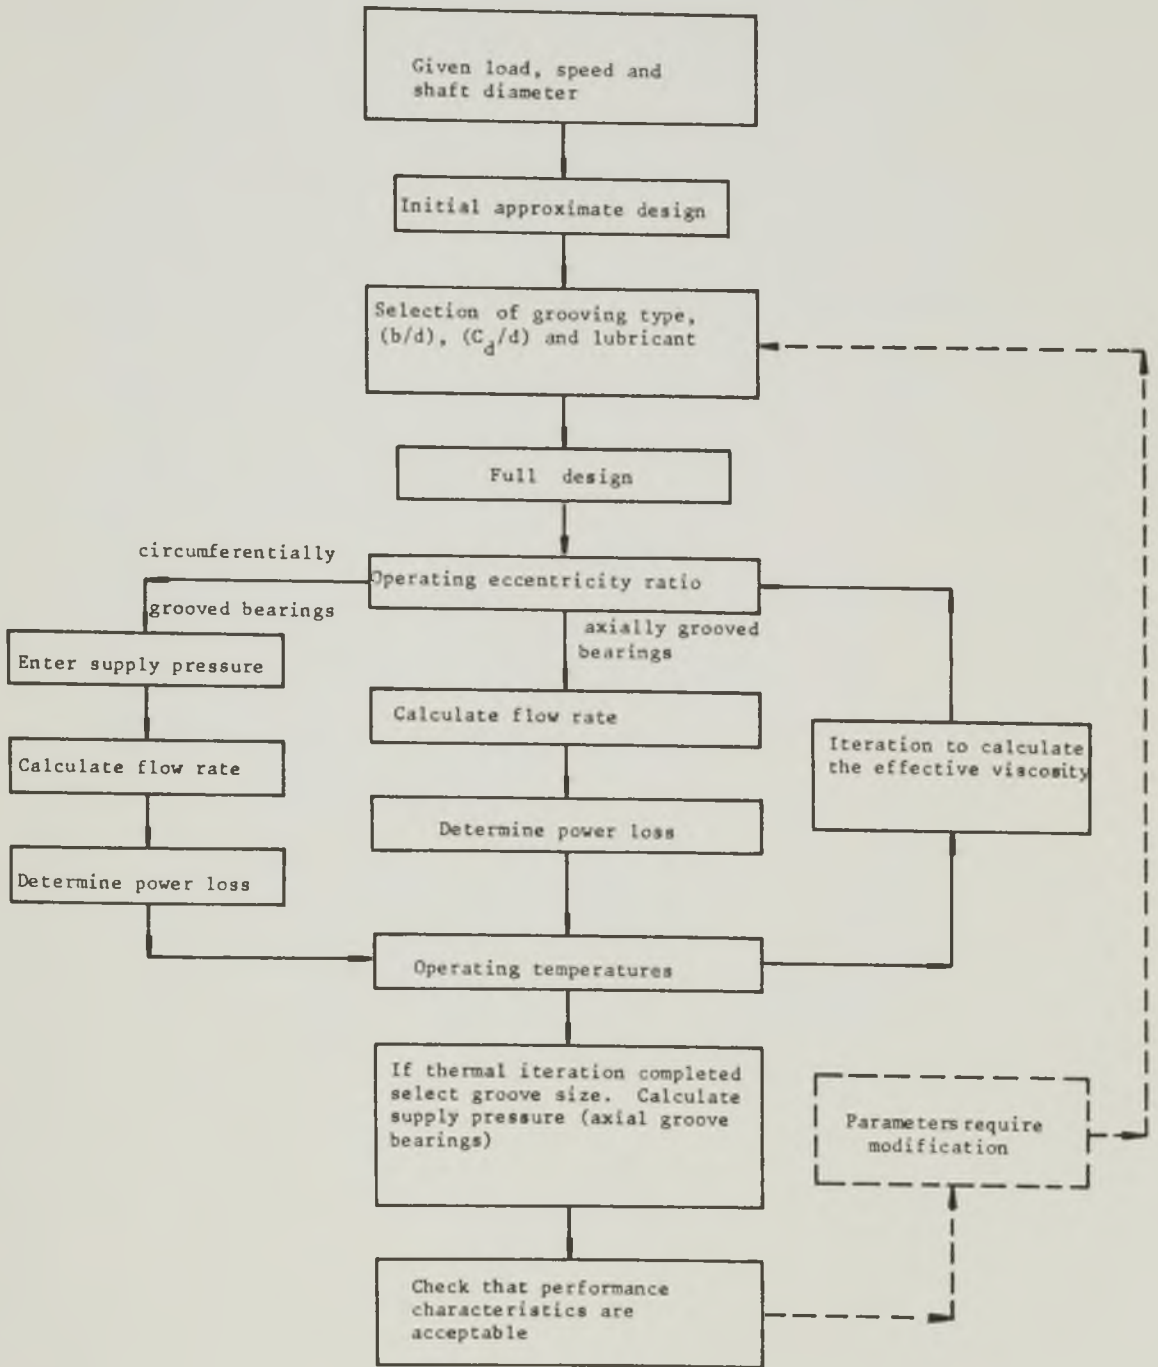 Given load, speed and
shaft diameter
Initial approximate design
Selection of grooving type,
(b/d), (C_d/d) and lubricant
Full design
circumferentially
grooved bearings
Operating eccentricity ratio
axially grooved
bearings
Enter supply pressure
Calculate flow rate
Iteration to calculate
the effective viscosity
Calculate flow rate
Determine power loss
Determine power loss
Operating temperatures
If thermal iteration completed
select groove size. Calculate
supply pressure (axial groove
bearings)
Parameters require
modification
Check that performance
characteristics are
acceptable